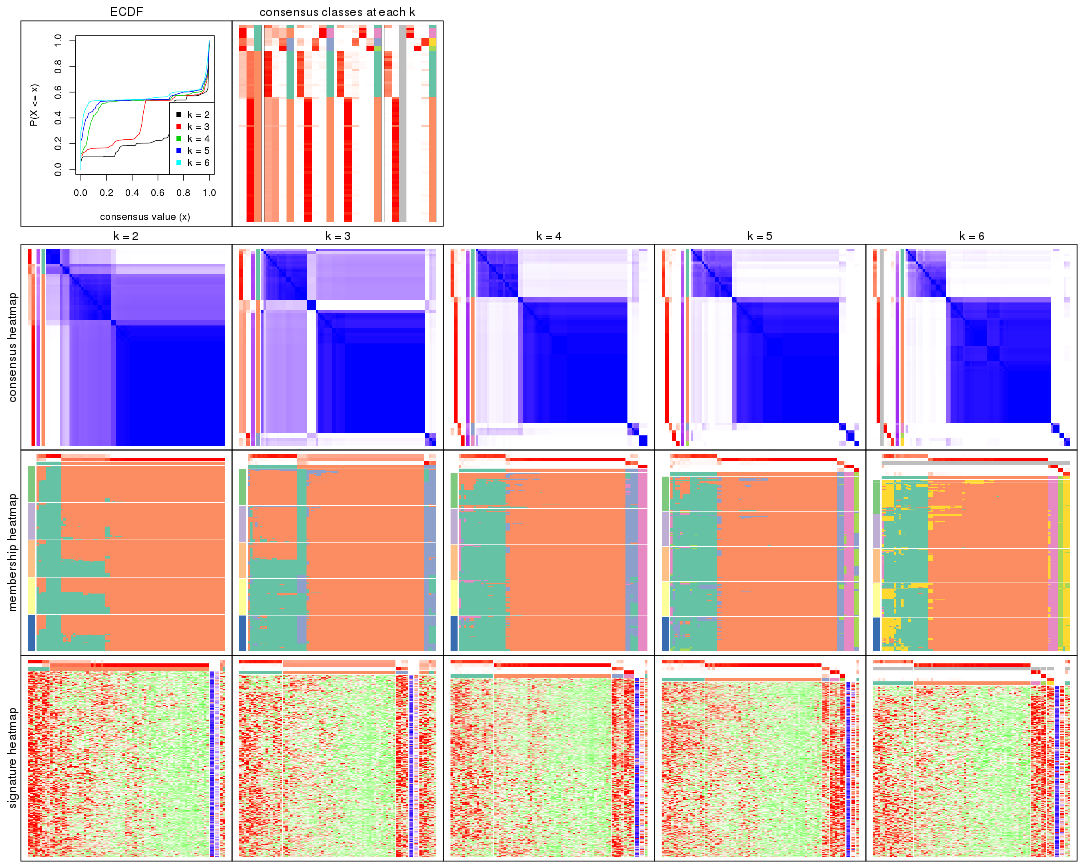 ECDF
consensus classes at each k
P(X <= x)
0.0 0.2 0.4 0.6 0.8 1.0
k = 2
k = 3
k = 4
k = 5
k = 6
0.0 0.2 0.4 0.6 0.8 1.0
consensus value (x)
k = 2
k = 3
k = 4
k = 5
k = 6
consensus heatmap
membership heatmap
signature heatmap